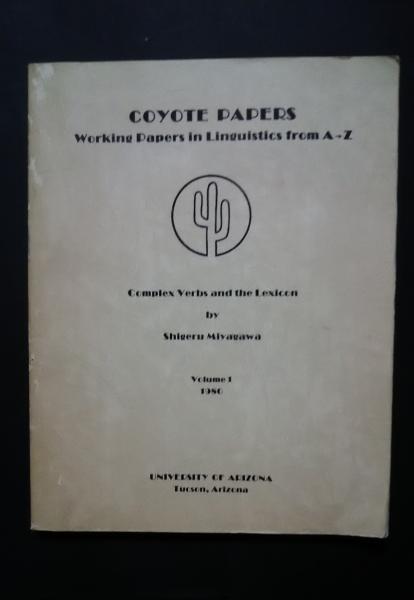 COYOTE PAPERS
Working Papers in Linguistics from A-Z
Complex Verbs and the Lexicon
by
Shigeru Miyagawa
Volume 1
1980
UNIVERSITY OF ARIZONA
Tucson, Arizona